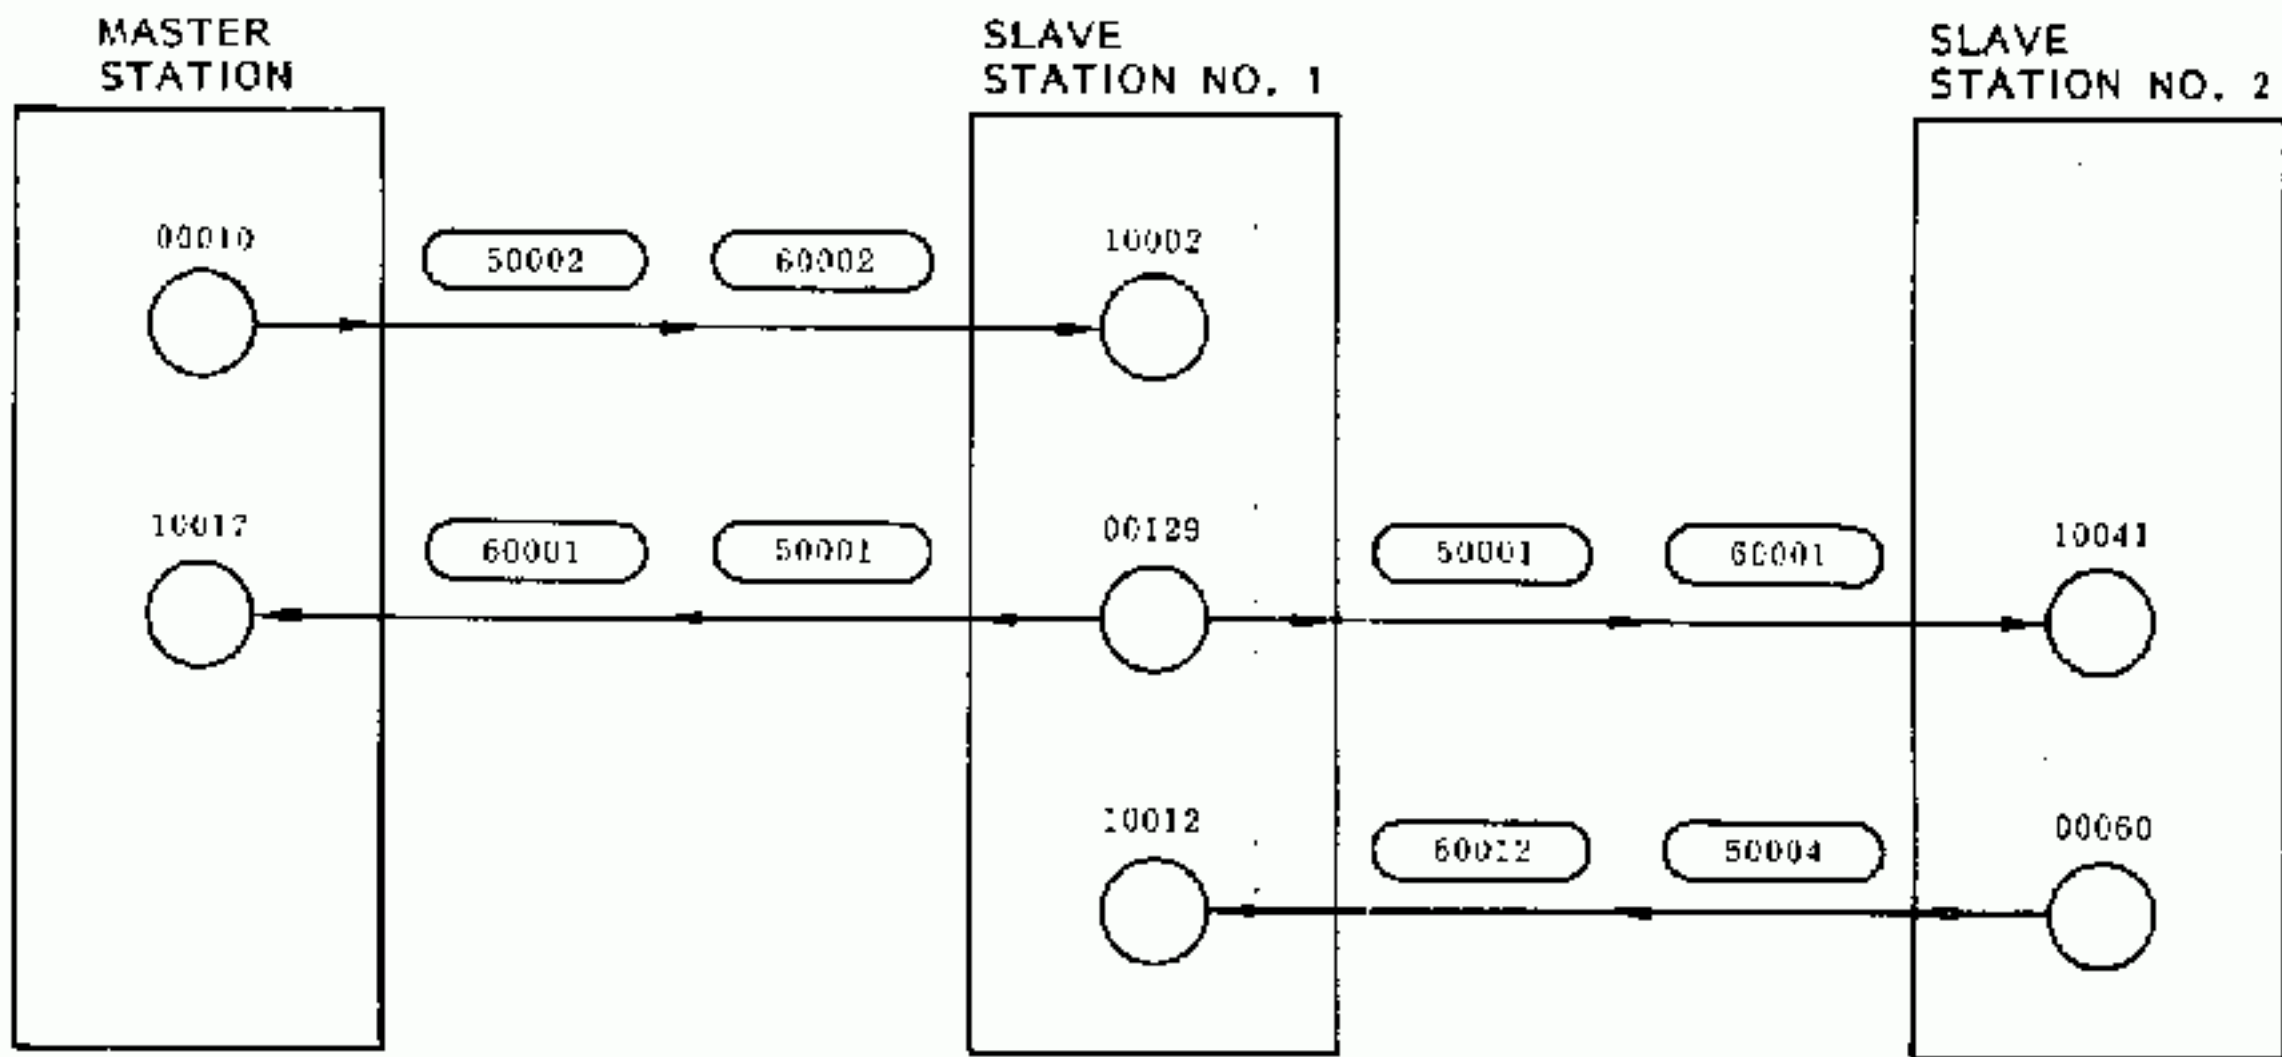 MASTER
STATION
SLAVE
STATION NO. 1
SLAVE
STATION NO. 2
00010
50002
60002
10002
10017
60001
50001
00129
50001
60001
10041
10012
60012
50004
00060